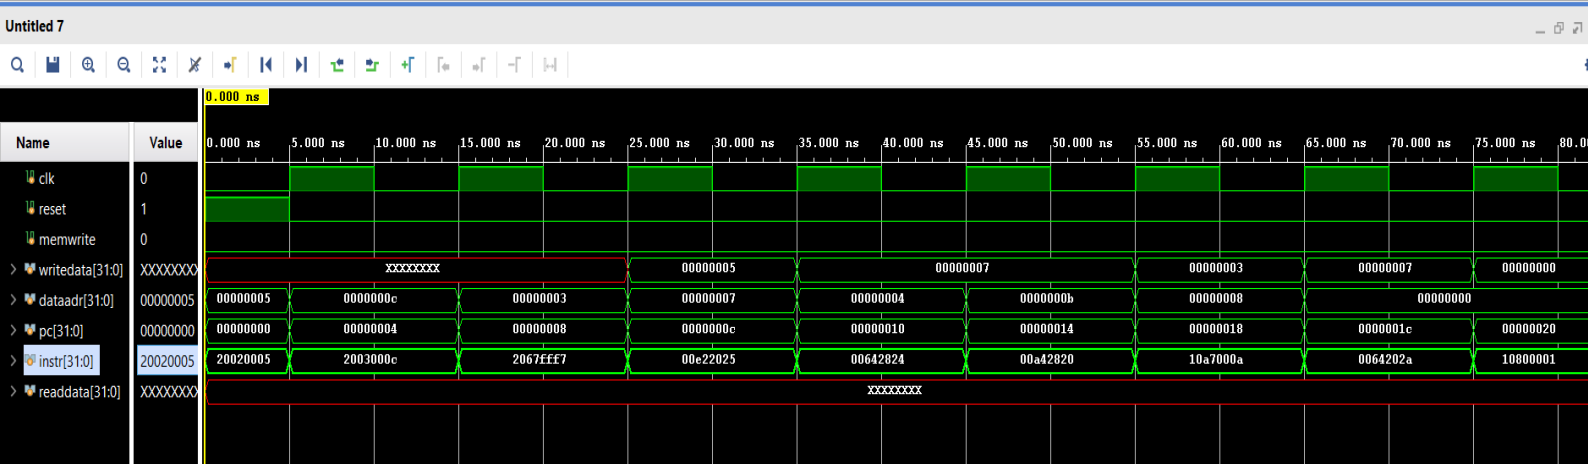 Untitled 7
0.000 ns
Name Value 0.000 ns 5.000 ns 10.000 ns 15.000 ns 20.000 ns 25.000 ns 30.000 ns 35.000 ns 40.000 ns 45.000 ns 50.000 ns 55.000 ns 60.000 ns 65.000 ns 70.000 ns 75.000 ns 80.0
clk 0
reset 1
memwrite 0
writedata[31:0] XXXXXXXX XXXXXXXX 00000005 00000007 00000003 00000007 00000000
dataadr[31:0] 00000005 00000005 0000000c 00000003 00000007 00000004 0000000b 00000008 00000000
pc[31:0] 00000000 00000000 00000004 00000008 0000000c 00000010 00000014 00000018 0000001c 00000020
instr[31:0] 20020005 20020005 2003000c 2067fff7 00e22025 00642824 00a42820 10a7000a 0064202a 10800001
readdata[31:0] XXXXXXXX XXXXXXXX